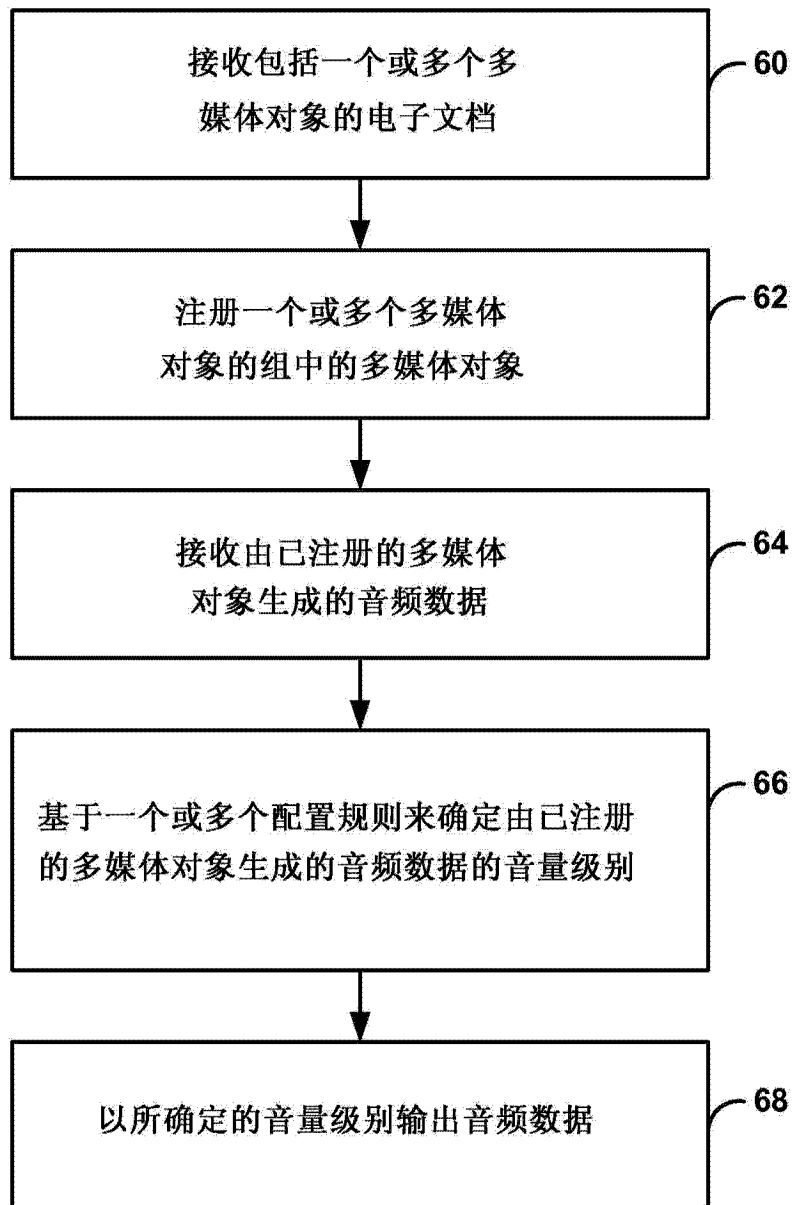 接收包括一个或多个多
媒体对象的电子文档
60
注册一个或多个多媒体
对象的组中的多媒体对象
62
接收由已注册的多媒体
对象生成的音频数据
64
基于一个或多个配置规则来确定由已注册
的多媒体对象生成的音频数据的音量级别
66
以所确定的音量级别输出音频数据
68